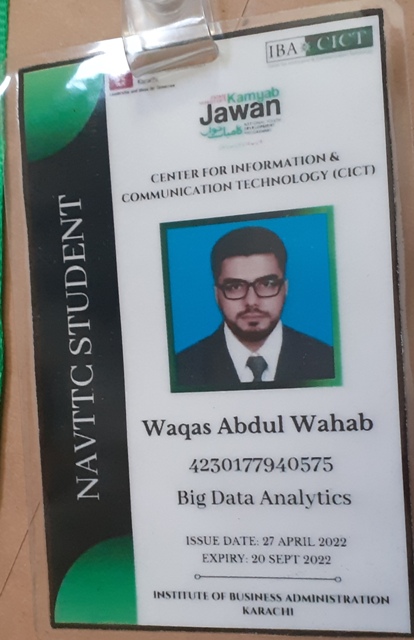 IBA CICT
Kamyab
Jawan
CENTER FOR INFORMATION &
COMMUNICATION TECHNOLOGY (CICT)
Waqas Abdul Wahab
4230177940575
Big Data Analytics
ISSUE DATE: 27 APRIL 2022
EXPIRY: 20 SEPT 2022
INSTITUTE OF BUSINESS ADMINISTRATION
KARACHI
NAVTTC STUDENT